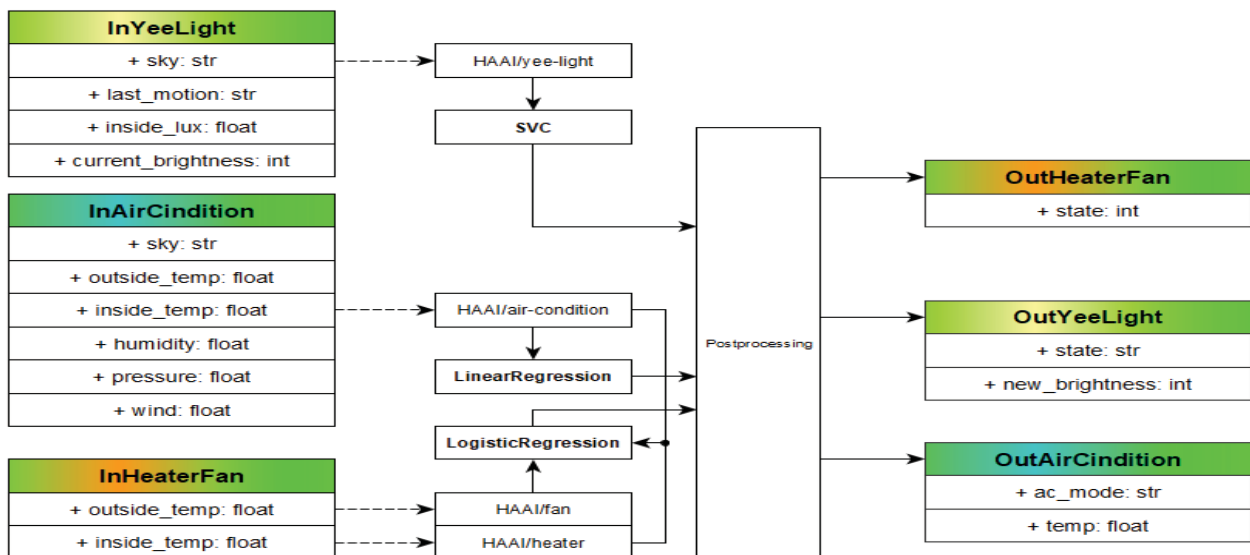 InYeeLight
+ sky: str
+ last_motion: str
+ inside_lux: float
+ current_brightness: int
InAirCindition
+ sky: str
+ outside_temp: float
+ inside_temp: float
+ humidity: float
+ pressure: float
+ wind: float
InHeaterFan
+ outside_temp: float
+ inside_temp: float
HAAI/yee-light
SVC
HAAI/air-condition
LinearRegression
LogisticRegression
HAAI/fan
HAAI/heater
Postprocessing
OutHeaterFan
+ state: int
OutYeeLight
+ state: str
+ new_brightness: int
OutAirCindition
+ ac_mode: str
+ temp: float